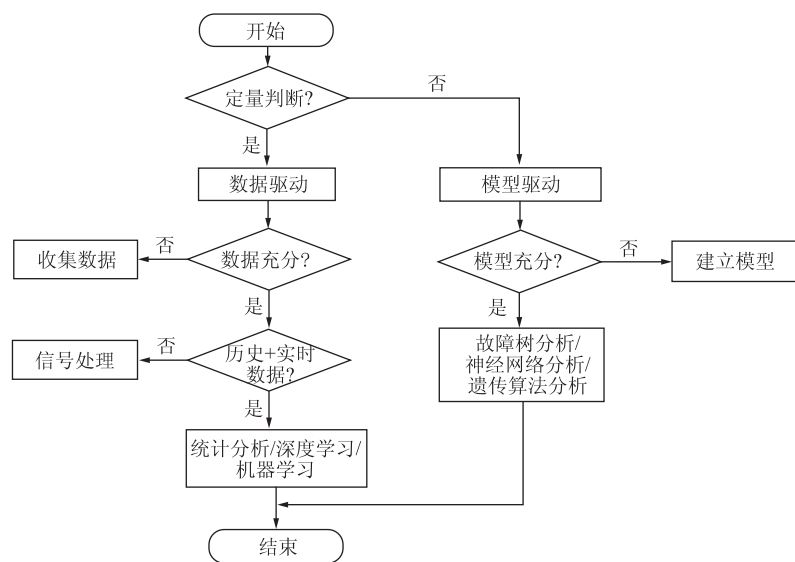 开始
定量判断?
否
是
数据驱动
模型驱动
收集数据
否
数据充分?
模型充分?
否
建立模型
是
是
信号处理
否
历史+实时
数据?
故障树分析/
神经网络分析/
遗传算法分析
是
统计分析/深度学习/
机器学习
结束